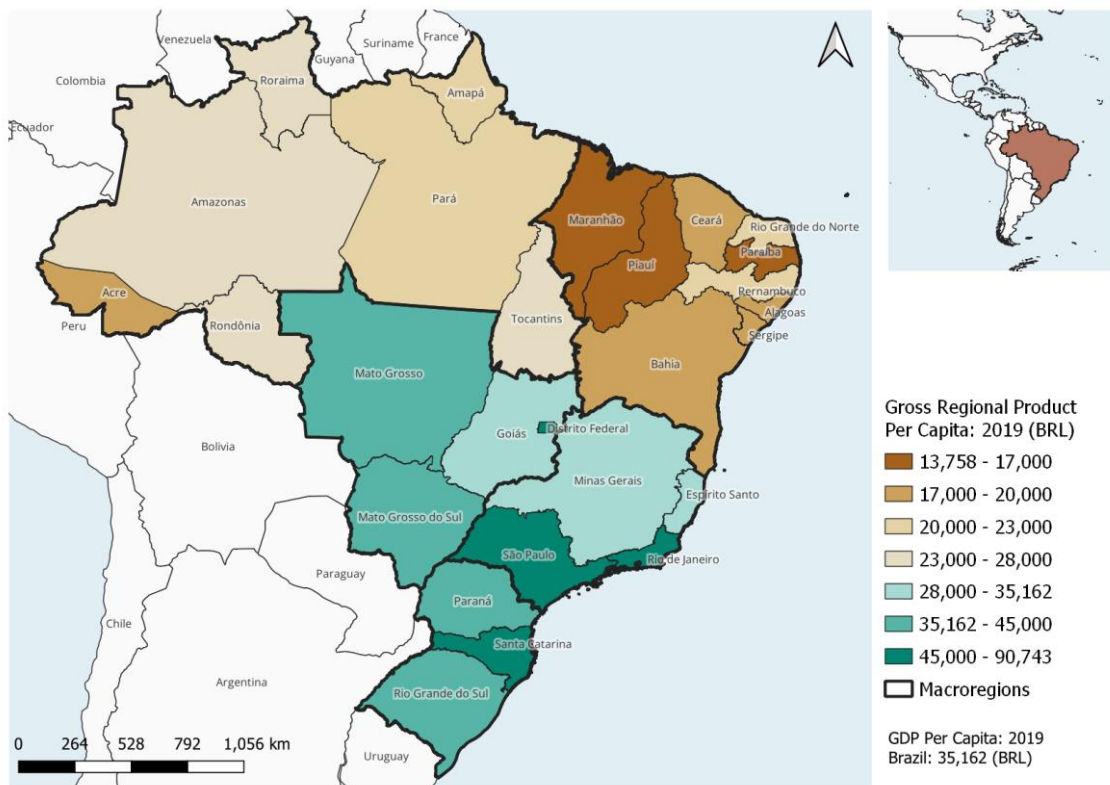 Venezuela
Suriname
France
Guyana
Colombia
Roraima
Amapá
Ecuador
Amazonas
Pará
Maranhão
Ceará
Rio Grande do Norte
Paraíba
Piauí
Pernambuco
Acre
Alagoas
Peru
Rondônia
Tocantins
Sergipe
Bahia
Mato Grosso
Goiás
Distrito Federal
Bolivia
Minas Gerais
Espírito Santo
Mato Grosso do Sul
São Paulo
Rio de Janeiro
Paraguay
Paraná
Chile
Santa Catarina
Argentina
Rio Grande do Sul
Uruguay
0 264 528 792 1,056 km
Gross Regional Product
Per Capita: 2019 (BRL)
13,758 - 17,000
17,000 - 20,000
20,000 - 23,000
23,000 - 28,000
28,000 - 35,162
35,162 - 45,000
45,000 - 90,743
Macroregions
GDP Per Capita: 2019
Brazil: 35,162 (BRL)